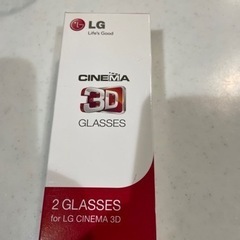 LG
Life's Good
CINEMA
3D
GLASSES
2 GLASSES
for LG CINEMA 3D